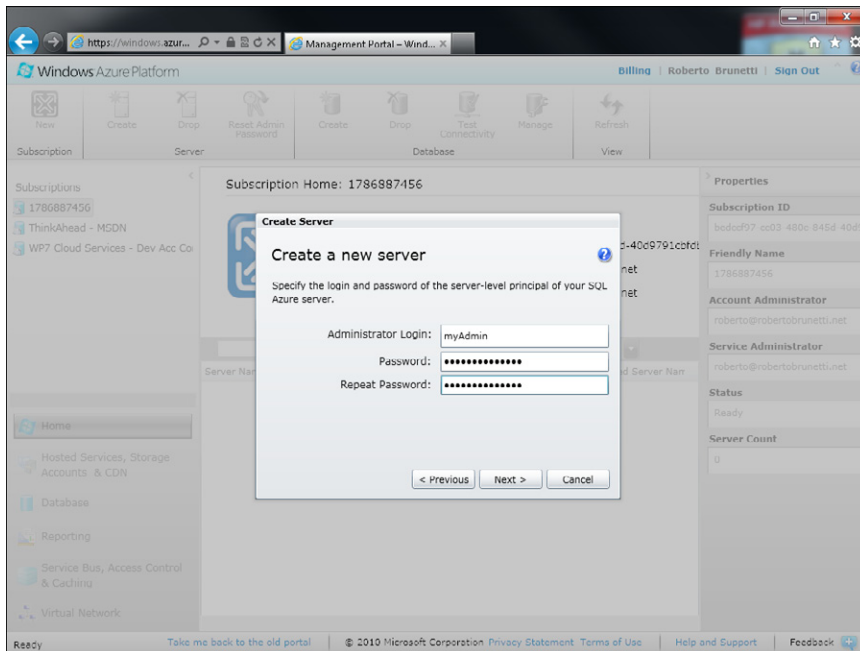 https://windows.azur...
Management Portal – Wind...
Windows Azure Platform
Billing | Roberto Brunetti | Sign Out
New
Create
Drop
Reset Admin Password
Create
Drop
Test Connectivity
Manage
Refresh
Subscription
Server
Database
View
Subscriptions
1786887456
ThinkAhead - MSDN
WP7 Cloud Services - Dev Acc Co
Subscription Home: 1786887456
Create Server
Create a new server
Specify the login and password of the server-level principal of your SQL
Azure server.
Administrator Login: myAdmin
Password: ••••••••••••••
Repeat Password: ••••••••••••••
< Previous
Next >
Cancel
d-40d9791cbfd
net
net
Server Nar
d Server Narr
Properties
Subscription ID
Friendly Name
1786887456
Account Administrator
roberto@robertobrunetti.net
Service Administrator
roberto@robertobrunetti.net
Status
Ready
Server Count
0
Home
Hosted Services, Storage
Accounts & CDN
Database
Reporting
Service Bus, Access Control
& Caching
Virtual Network
Ready
Take me back to the old portal
© 2010 Microsoft Corporation Privacy Statement Terms of Use
Help and Support
Feedback